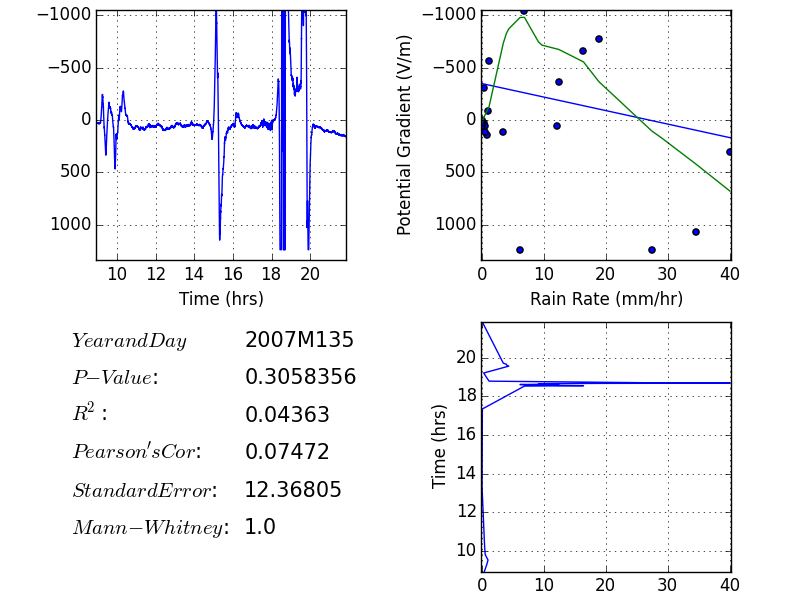 −1000
−500
0
500
1000
10 12 14 16 18 20
Time (hrs)
Potential Gradient (V/m)
−1000
−500
0
500
1000
0 10 20 30 40
Rain Rate (mm/hr)
YearandDay 2007M135
P−Value: 0.3058356
R²: 0.04363
Pearson'sCor: 0.07472
StandardError: 12.36805
Mann−Whitney: 1.0
Time (hrs)
20
18
16
14
12
10
0 10 20 30 40